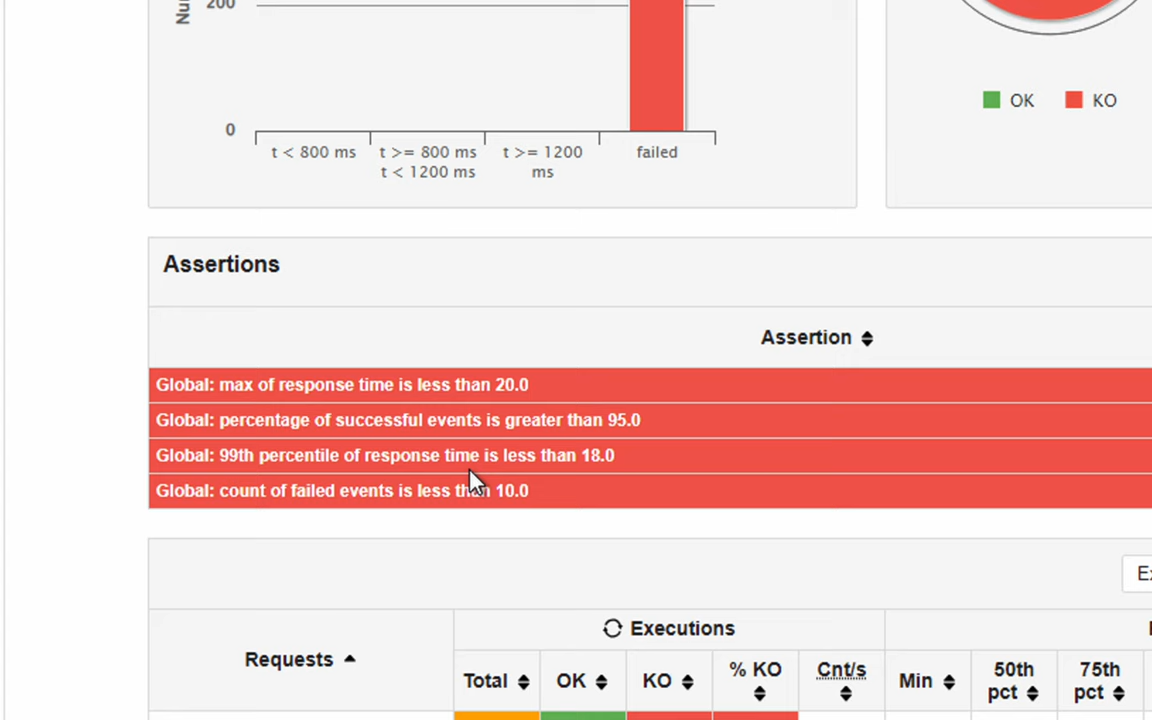 200
Nu
0
t < 800 ms
t >= 800 ms
t < 1200 ms
t >= 1200
ms
failed
OK
KO
Assertions
Assertion
Global: max of response time is less than 20.0
Global: percentage of successful events is greater than 95.0
Global: 99th percentile of response time is less than 18.0
Global: count of failed events is less than 10.0
Ex
Requests
Executions
Total
OK
KO
% KO
Cnt/s
Min
50th
pct
75th
pct